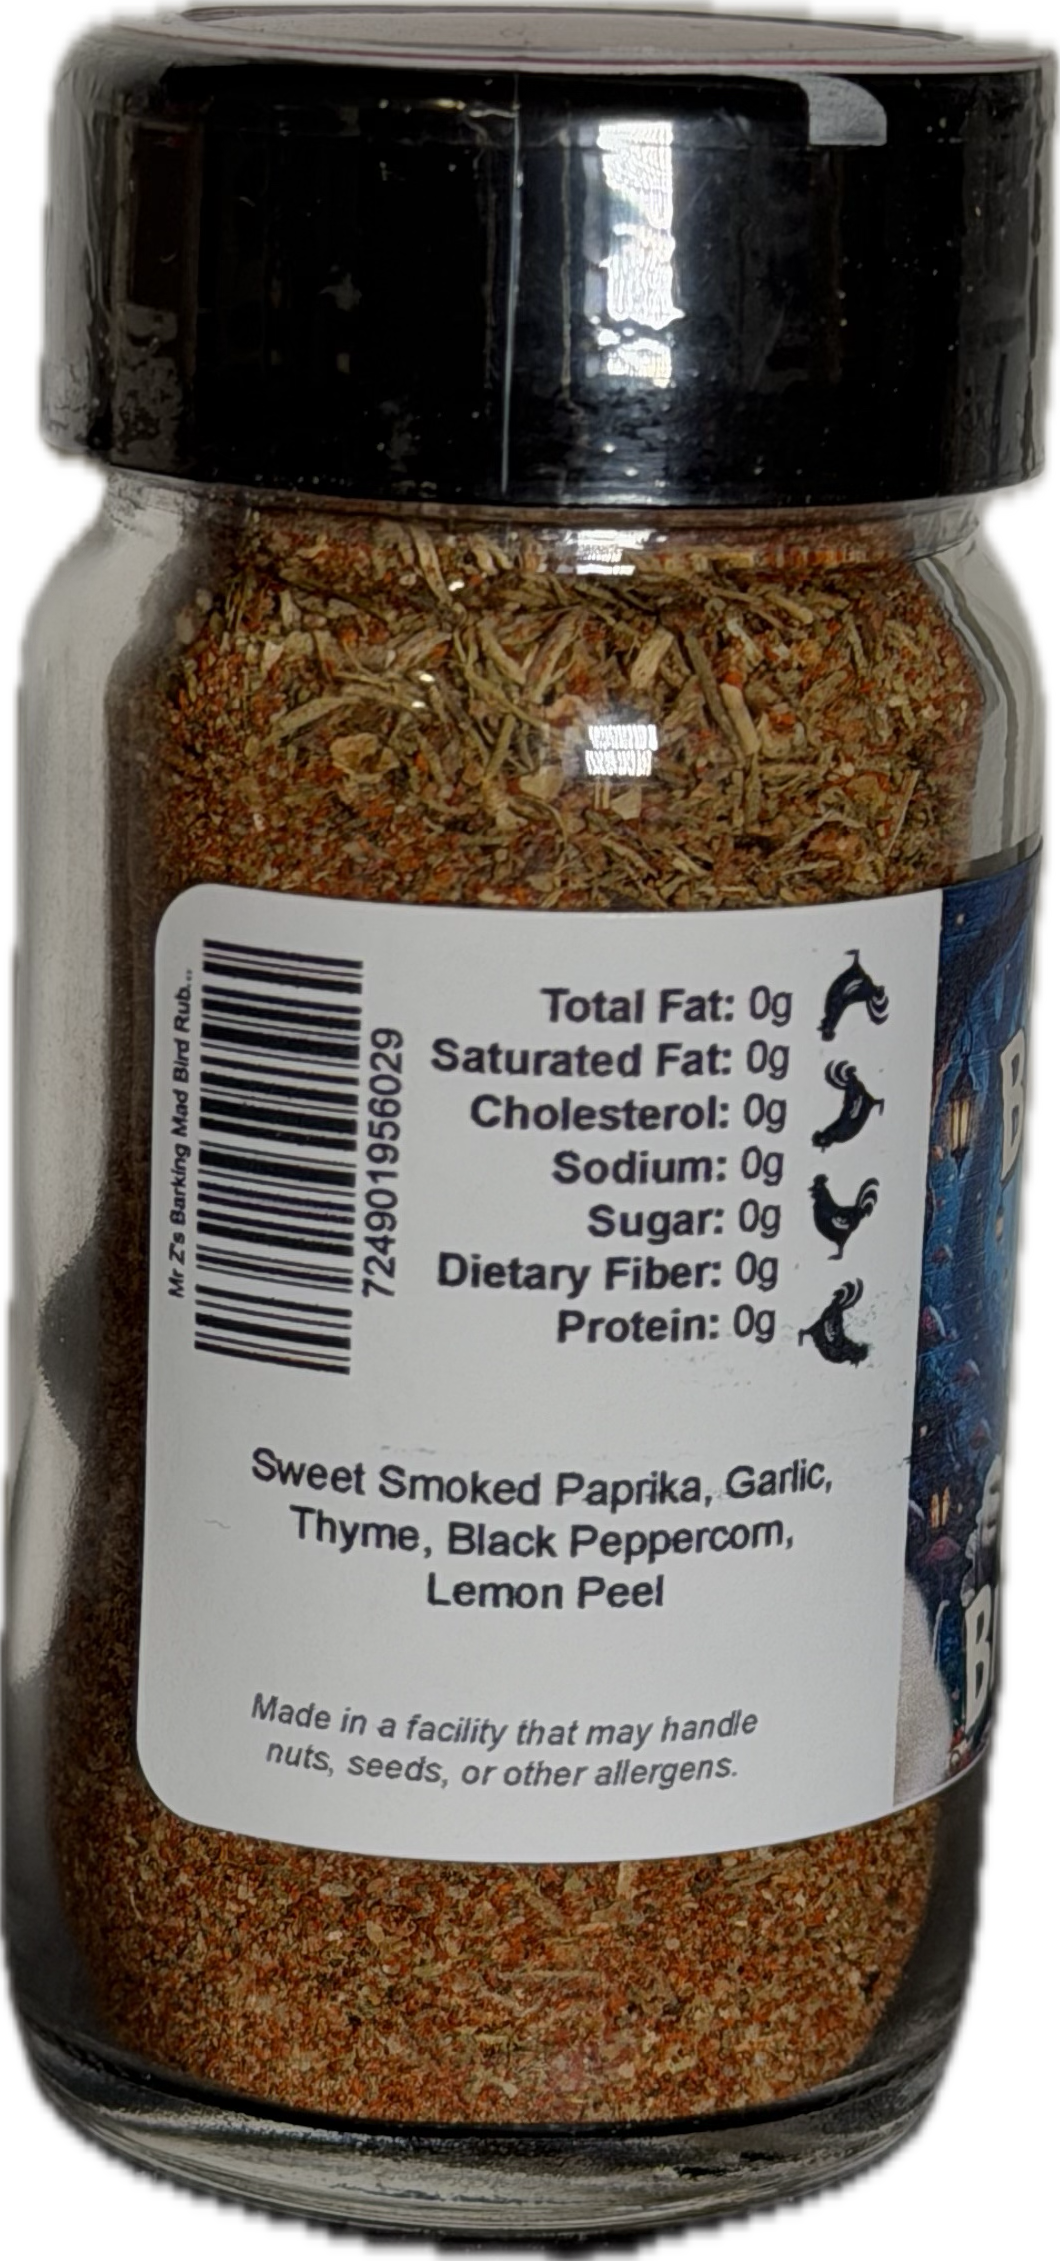 Mr Z's Barking Mad Bird Rub...
724901956029
Total Fat: 0g
Saturated Fat: 0g
Cholesterol: 0g
Sodium: 0g
Sugar: 0g
Dietary Fiber: 0g
Protein: 0g
Sweet Smoked Paprika, Garlic,
Thyme, Black Peppercorn,
Lemon Peel
Made in a facility that may handle
nuts, seeds, or other allergens.